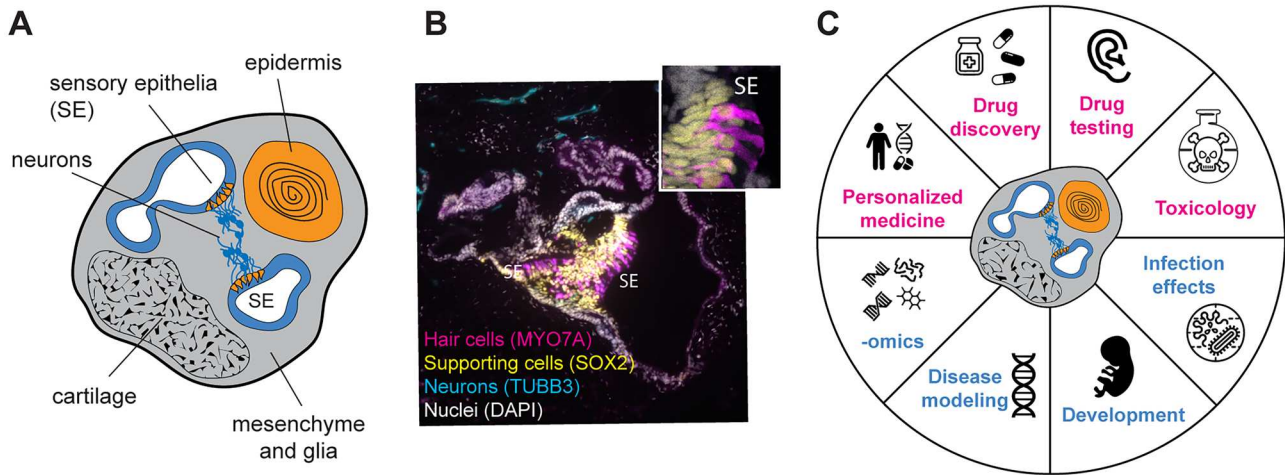 A
sensory epithelia
(SE)
epidermis
neurons
SE
cartilage
mesenchyme
and glia
B
SE
SE
SE
Hair cells (MYO7A)
Supporting cells (SOX2)
Neurons (TUBB3)
Nuclei (DAPI)
C
Drug
discovery
Drug
testing
Personalized
medicine
Toxicology
-omics
Infection
effects
Disease
modeling
Development